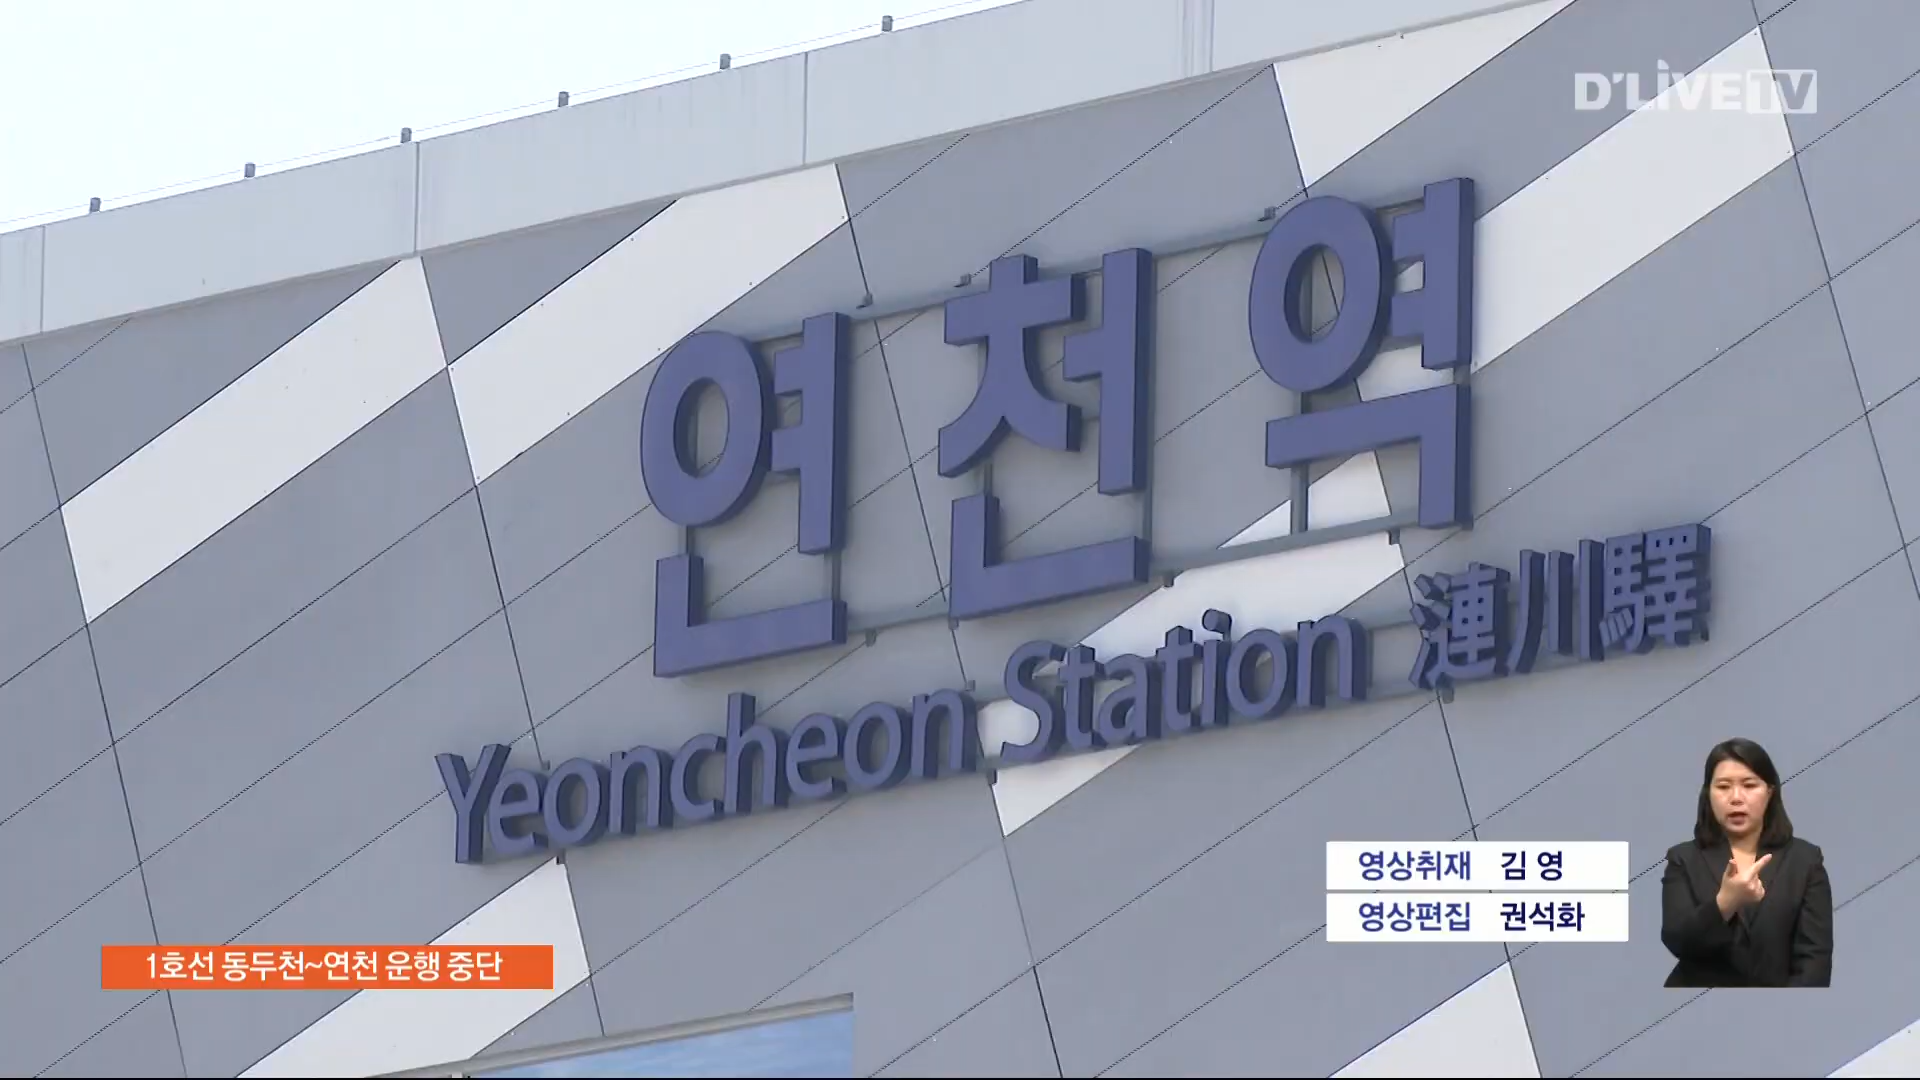 D'LIVE TV
연천역
Yeoncheon Station 漣川驛
영상취재 김 영
영상편집 권석화
1호선 동두천~연천 운행 중단